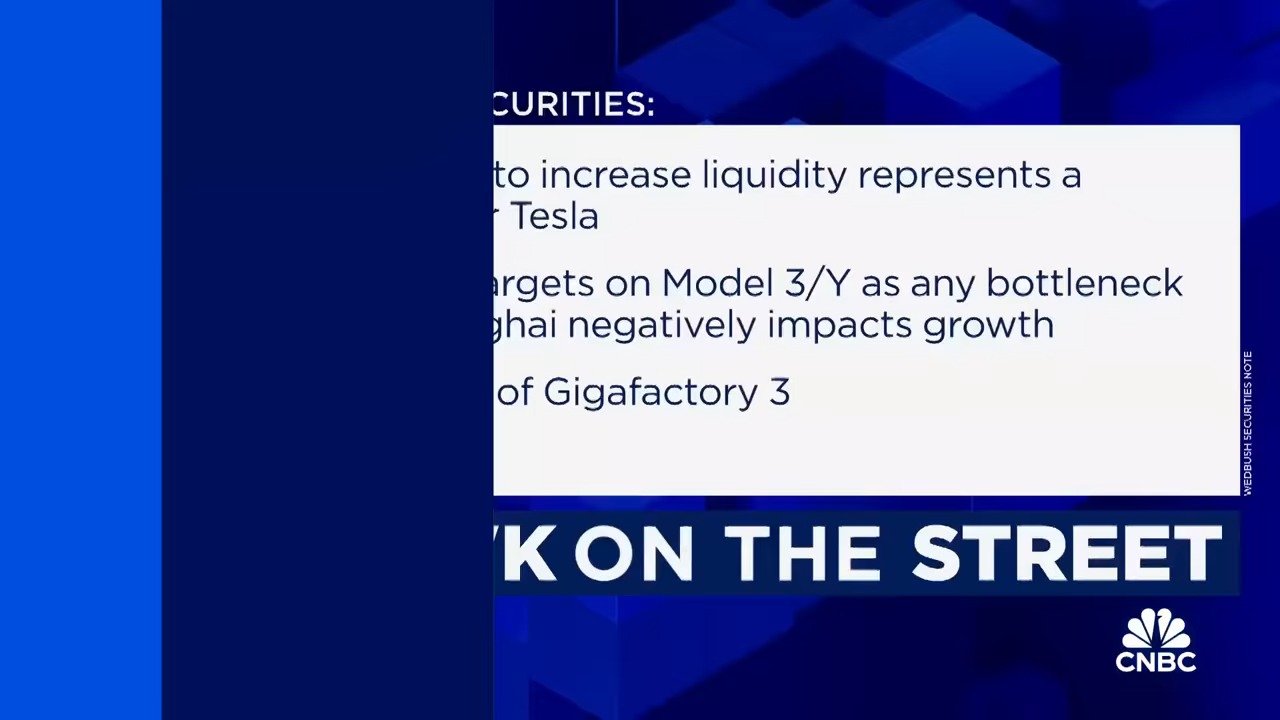 CURITIES:
to increase liquidity represents a
Tesla
argets on Model 3/Y as any bottleneck
ghai negatively impacts growth
of Gigafactory 3
WEDBUSH SECURITIES NOTE
K ON THE STREET
CNBC